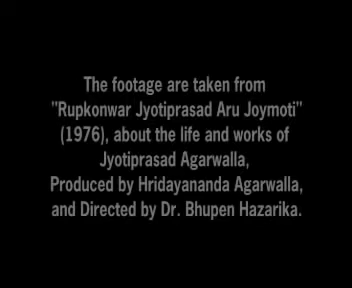 The footage are taken from
"Rupkonwar Jyotiprasad Aru Joymoti"
(1976), about the life and works of
Jyotiprasad Agarwalla,
Produced by Hridayananda Agarwalla,
and Directed by Dr. Bhupen Hazarika.